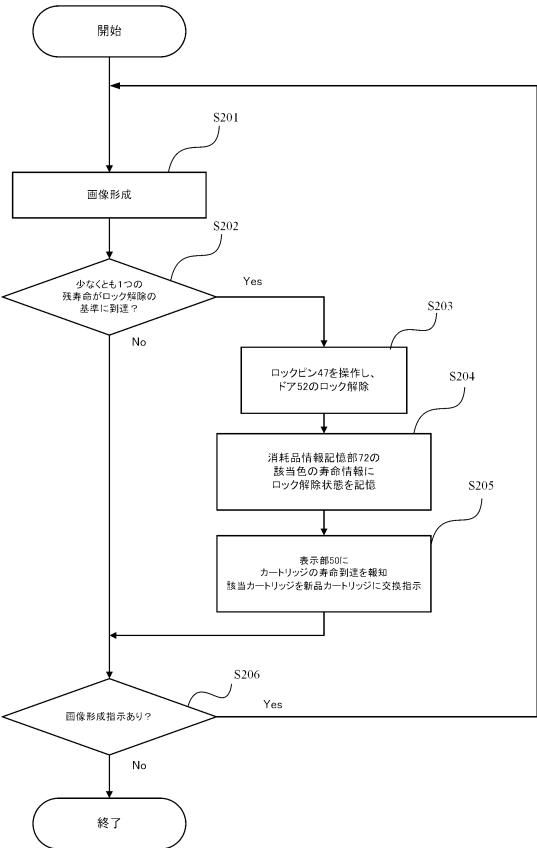 開始
S201
画像形成
S202
少なくとも1つの
残寿命がロック解除の
基準に到達?
Yes
No
S203
ロックピン47を操作し、
ドア52のロック解除
S204
消耗品情報記憶部72の
該当色の寿命情報に
ロック解除状態を記憶
S205
表示部50に
カートリッジの寿命到達を報知
該当カートリッジを新品カートリッジに交換指示
S206
画像形成指示あり?
Yes
No
終了